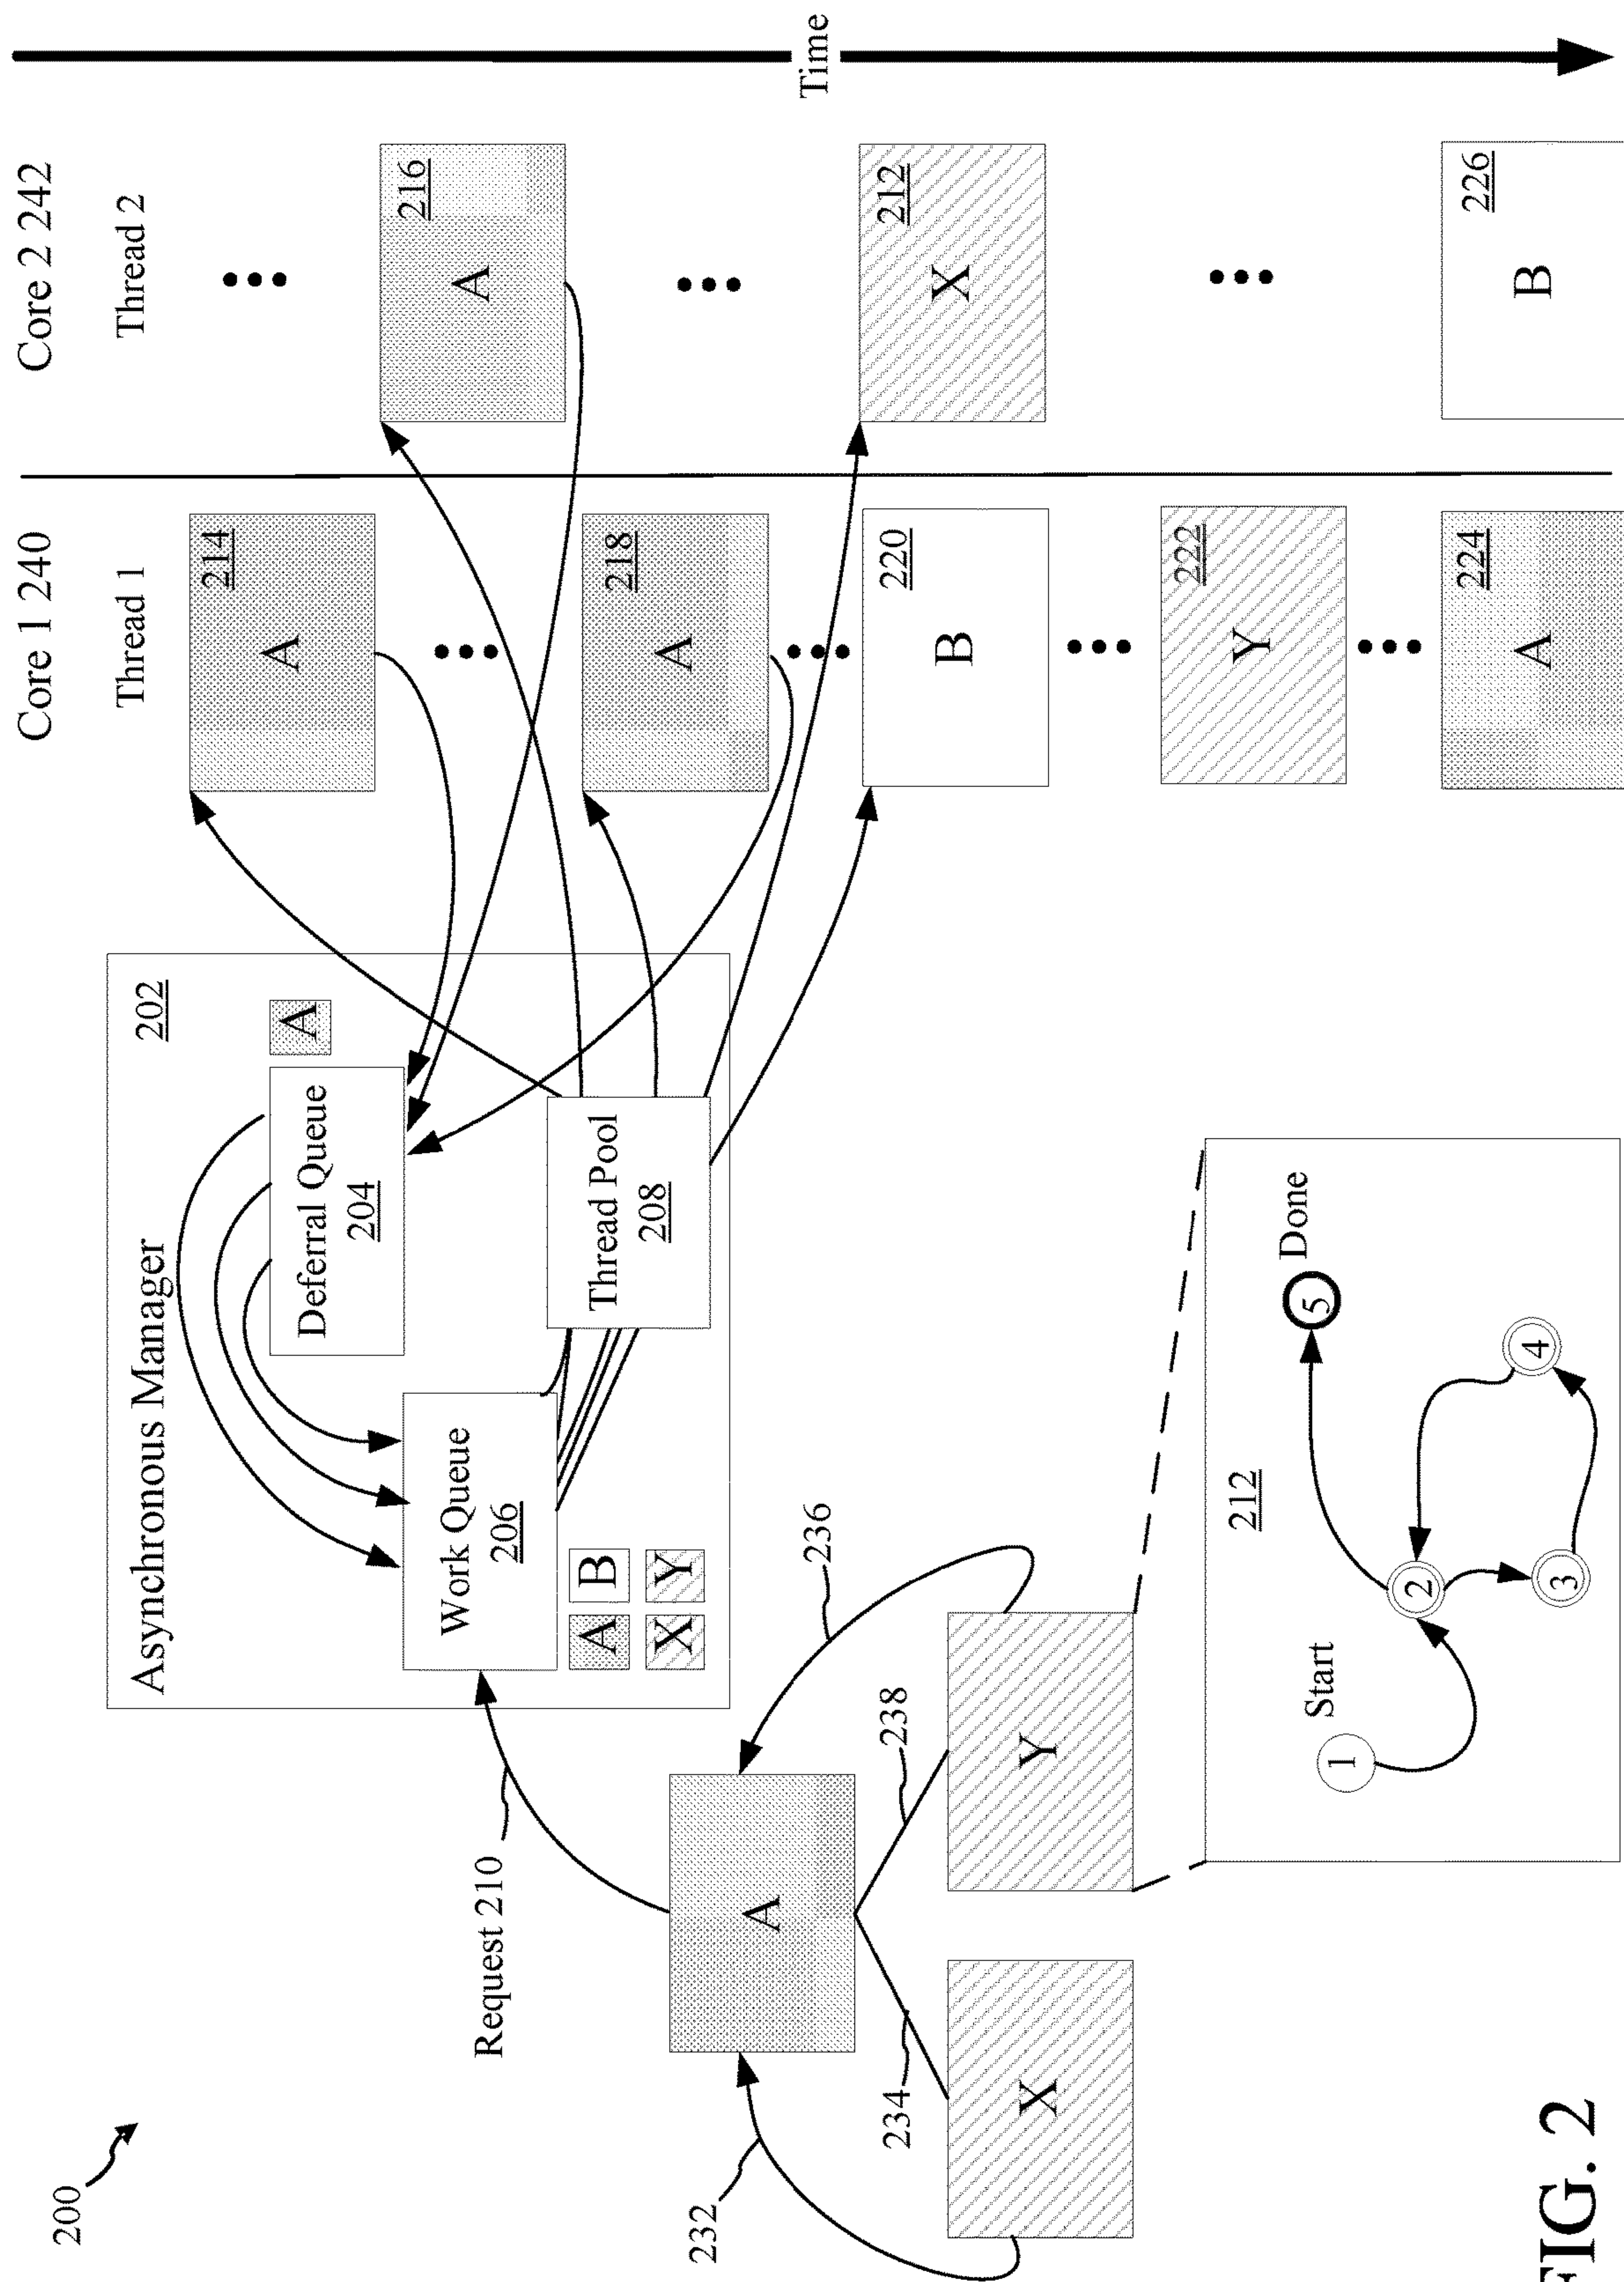 200
Asynchronous Manager
202
Deferral Queue
204
A
Work Queue
206
A
B
X
Y
Thread Pool
208
Request 210
A
232
234
238
236
X
Y
212
Start
1
2
3
4
5
Done
Core 1 240
Thread 1
A
214
A
218
B
220
Y
222
A
224
Core 2 242
Thread 2
A
216
X
212
B
226
Time
FIG. 2